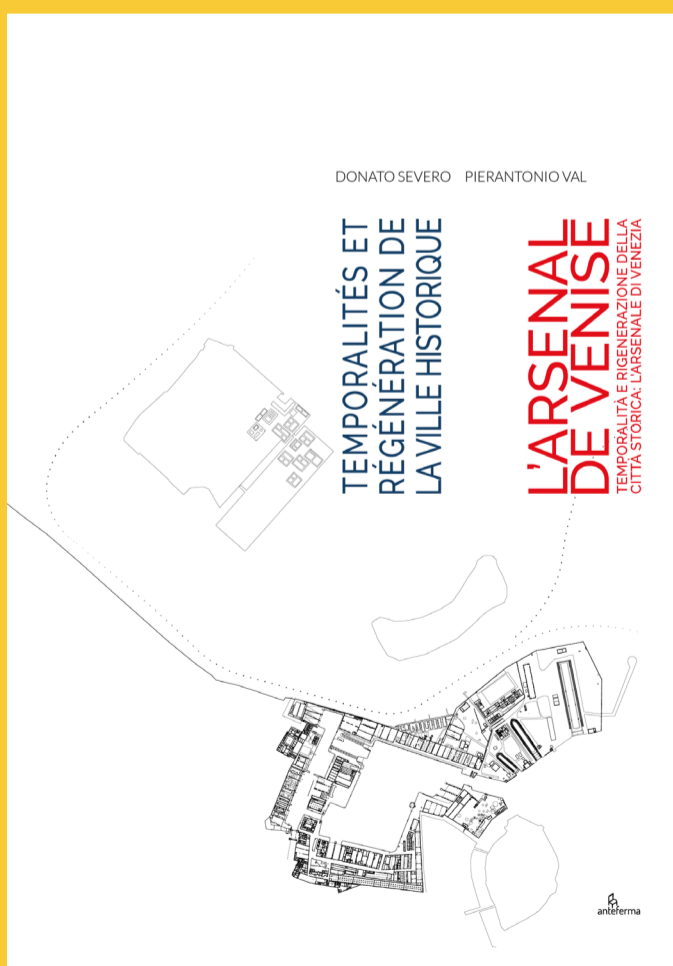 DONATO SEVERO PIERANTONIO VAL
TEMPORALITÉS ET
RÉGÉNÉRATION DE
LA VILLE HISTORIQUE
L'ARSENAL
DE VENISE
TEMPORALITÀ E RIGENERAZIONE DELLA
CITTÀ STORICA: L'ARSENALE DI VENEZIA
anteferma